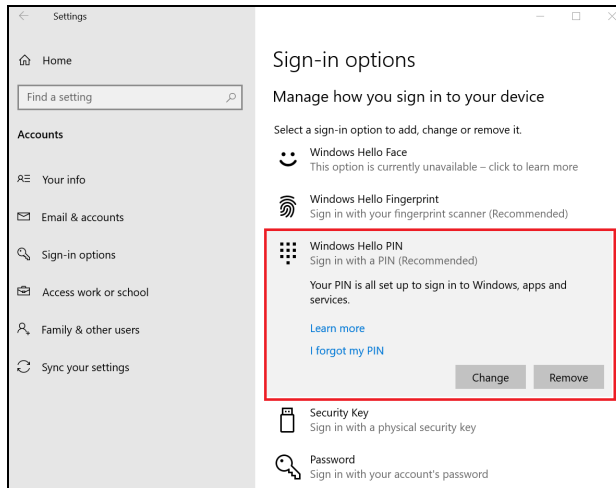 Settings
Home
Find a setting
Accounts
Your info
Email & accounts
Sign-in options
Access work or school
Family & other users
Sync your settings
Sign-in options
Manage how you sign in to your device
Select a sign-in option to add, change or remove it.
Windows Hello Face
This option is currently unavailable – click to learn more
Windows Hello Fingerprint
Sign in with your fingerprint scanner (Recommended)
Windows Hello PIN
Sign in with a PIN (Recommended)
Your PIN is all set up to sign in to Windows, apps and
services.
Learn more
I forgot my PIN
Change Remove
Security Key
Sign in with a physical security key
Password
Sign in with your account's password